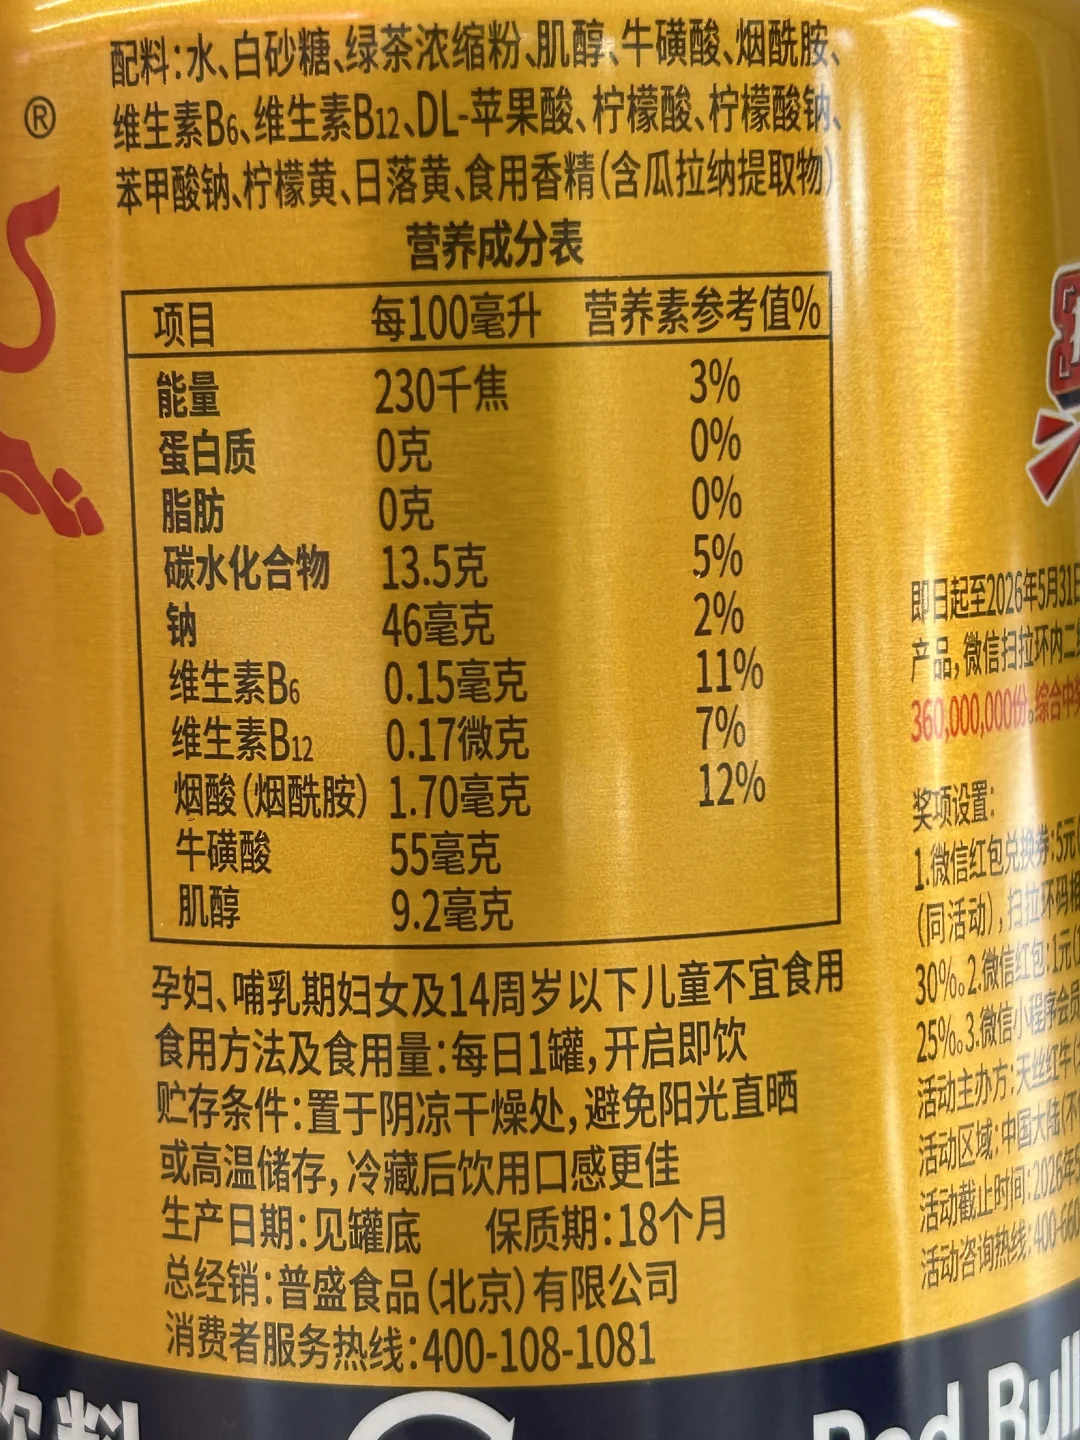 配料:水、白砂糖、绿茶浓缩粉、肌醇、牛磺酸、烟酰胺、
维生素B6、维生素B12、DL-苹果酸、柠檬酸、柠檬酸钠、
苯甲酸钠、柠檬黄、日落黄、食用香精(含瓜拉纳提取物)
®
营养成分表
项目 每100毫升 营养素参考值%
能量 230千焦 3%
蛋白质 0克 0%
脂肪 0克 0%
碳水化合物 13.5克 5%
钠 46毫克 2%
维生素B6 0.15毫克 11%
维生素B12 0.17微克 7%
烟酸(烟酰胺) 1.70毫克 12%
牛磺酸 55毫克
肌醇 9.2毫克
孕妇、哺乳期妇女及14周岁以下儿童不宜食用
食用方法及食用量:每日1罐,开启即饮
贮存条件:置于阴凉干燥处,避免阳光直晒
或高温储存,冷藏后饮用口感更佳
生产日期:见罐底 保质期:18个月
总经销:普盛食品(北京)有限公司
消费者服务热线:400-108-1081
即日起至2026年5月31日
产品,微信扫拉环内二
360,000,000份。综合中
奖项设置:
1.微信红包兑换券:5元
(同活动),扫拉环码
30%。2.微信红包:1元
25%。3.微信小程序会员
活动主办方:天丝红牛
活动区域:中国大陆(不
活动截止时间:2026年
活动咨询热线:400-660
饮料
Red Bull